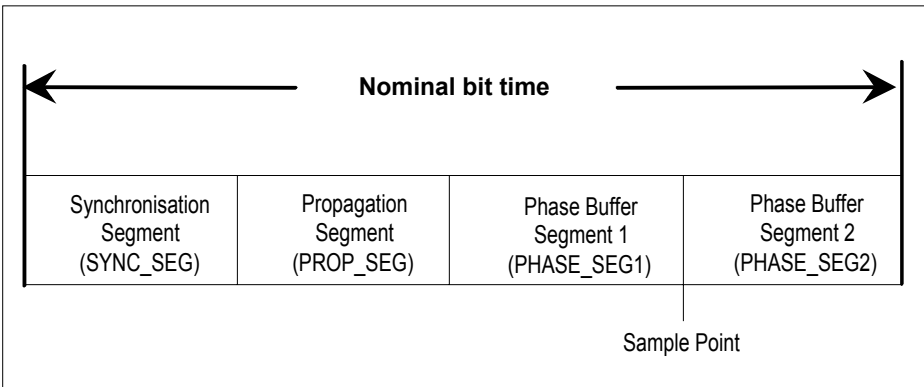 Nominal bit time
Synchronisation
Segment
(SYNC_SEG)
Propagation
Segment
(PROP_SEG)
Phase Buffer
Segment 1
(PHASE_SEG1)
Phase Buffer
Segment 2
(PHASE_SEG2)
Sample Point